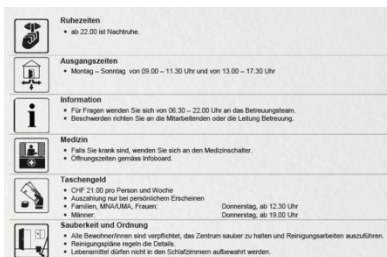 Ruhezeiten
• ab 22.00 ist Nachtruhe.
Ausgangszeiten
• Montag – Sonntag von 09.00 – 11.30 Uhr und von 13.00 – 17.30 Uhr
Information
• Für Fragen wenden Sie sich von 06.30 – 22.00 Uhr an das Betreuungsteam.
• Beschwerden richten Sie an die Mitarbeitenden oder die Leitung Betreuung.
Medizin
• Falls Sie krank sind, wenden Sie sich an den Medizinschalter.
• Öffnungszeiten gemäss Infoboard.
Taschengeld
• CHF 21.00 pro Person und Woche
• Auszahlung nur bei persönlichem Erscheinen
• Familien, MNA/UMA, Frauen: Donnerstag, ab 12.30 Uhr
• Männer: Donnerstag, ab 19.00 Uhr
Sauberkeit und Ordnung
• Alle Bewohner/innen sind verpflichtet, das Zentrum sauber zu halten und Reinigungsarbeiten auszuführen.
• Reinigungspläne regeln die Details.
• Lebensmittel dürfen nicht in den Schlafzimmern aufbewahrt werden.